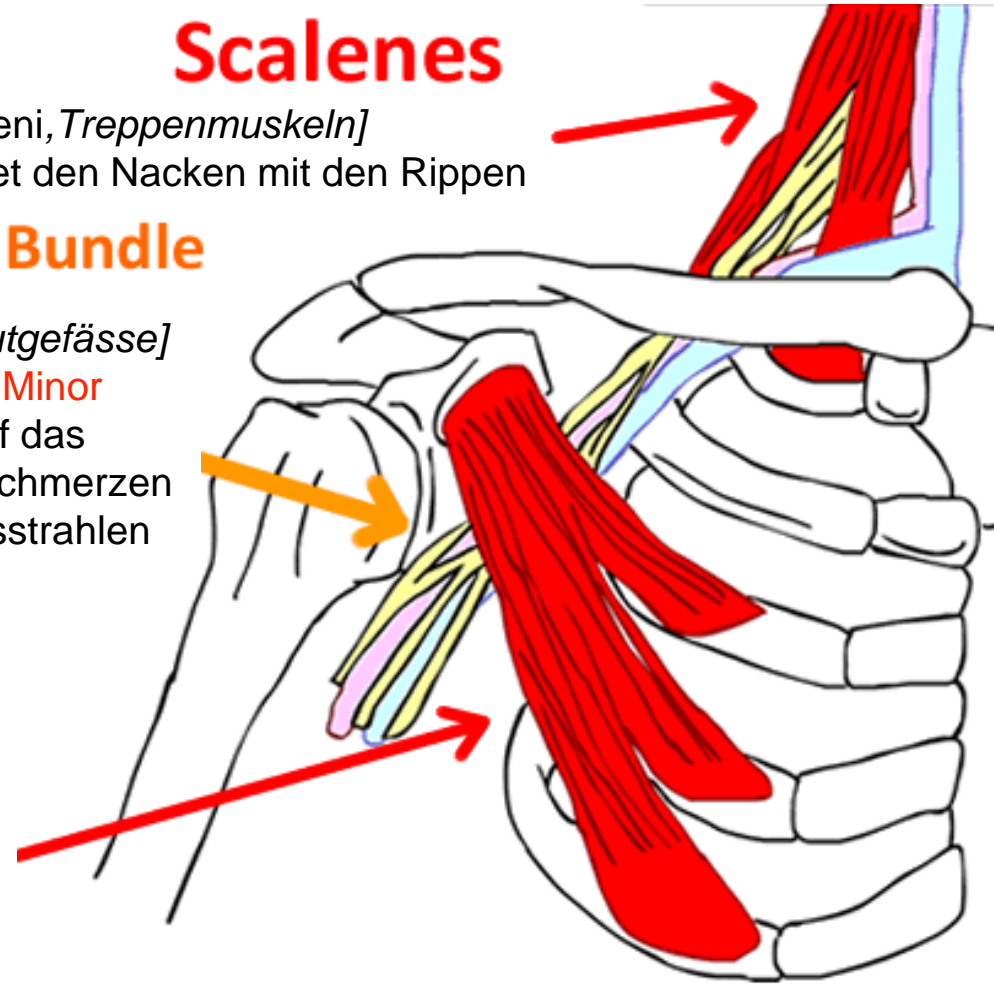 Scalenes
eni, Treppenmuskeln]
et den Nacken mit den Rippen
Bundle
utgefässe]
Minor
f das
chmerzen
sstrahlen